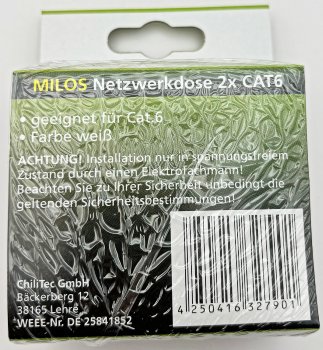 MILOS Netzwerkdose 2x CAT6
• geeignet für Cat.6
• Farbe weiß
ACHTUNG! Installation nur in spannungsfreiem
Zustand durch einen Elektrofachmann!
Beachten Sie zu Ihrer Sicherheit unbedingt die
geltenden Sicherheitsbestimmungen!
ChiliTec GmbH
Bäckerberg 12
38165 Lehre
WEEE-Nr. DE 25841852
4 250416 327901